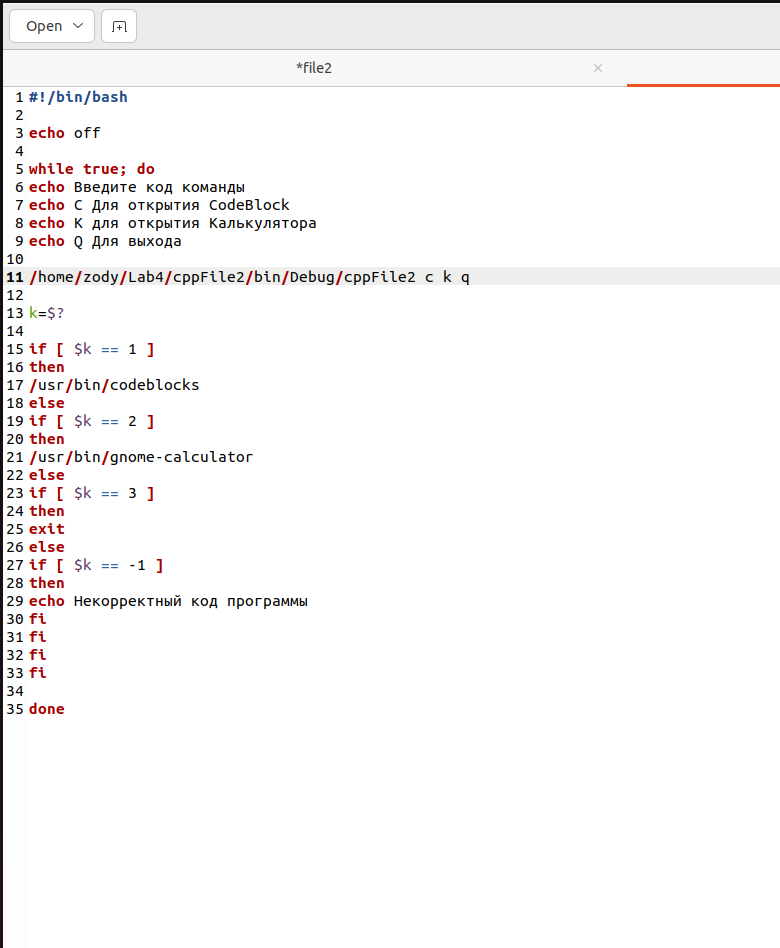 Open
*file2
1 #!/bin/bash
2
3 echo off
4
5 while true; do
6 echo Введите код команды
7 echo C Для открытия CodeBlock
8 echo K для открытия Калькулятора
9 echo Q Для выхода
10
11 /home/zody/Lab4/cppFile2/bin/Debug/cppFile2 c k q
12
13 k=$?
14
15 if [ $k == 1 ]
16 then
17 /usr/bin/codeblocks
18 else
19 if [ $k == 2 ]
20 then
21 /usr/bin/gnome-calculator
22 else
23 if [ $k == 3 ]
24 then
25 exit
26 else
27 if [ $k == -1 ]
28 then
29 echo Некорректный код программы
30 fi
31 fi
32 fi
33 fi
34
35 done